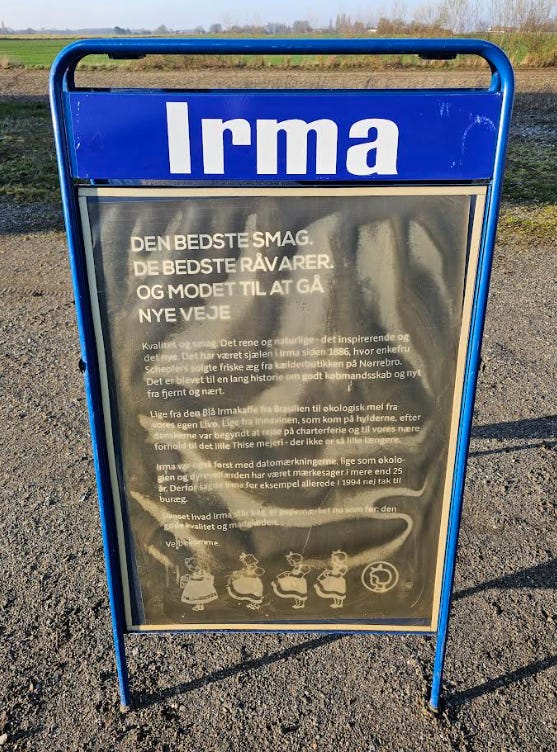 Irma
DEN BEDSTE SMAG.
DE BEDSTE RÅVARER.
OG MODET TIL AT GÅ
NYE VEJE
Kvalitet og smag. Det rene og naturlige - det inspirerende og
det nye. Det har været sjælen i Irma siden 1886, hvor enkefru
Scheplers solgte friske æg fra kælderbutikken på Nørrebro.
Det er blevet til en lang historie om godt købmandsskab og nyt
fra fjernt og nært.
Lige fra den Blå Irmakaffe fra Brasilien til økologisk mel fra
vores egen Livø. Lige fra Irmavinen, som kom på hylderne, efter
danskerne var begyndt at rejse på charterferie og til vores nære
forhold til det lille Thise mejeri - der ikke er så lille længere.
Irma var også først med datomærkningerne, lige som økolo-
gien og dyrevelfærden har været mærkesager i mere end 25
år. Derfor sagde Irma for eksempel allerede i 1994 nej tak til
buræg.
Uanset hvad Irma står bag, er pejlemærket nu som før: den
gode kvalitet og madglæden.
Velbekomme.